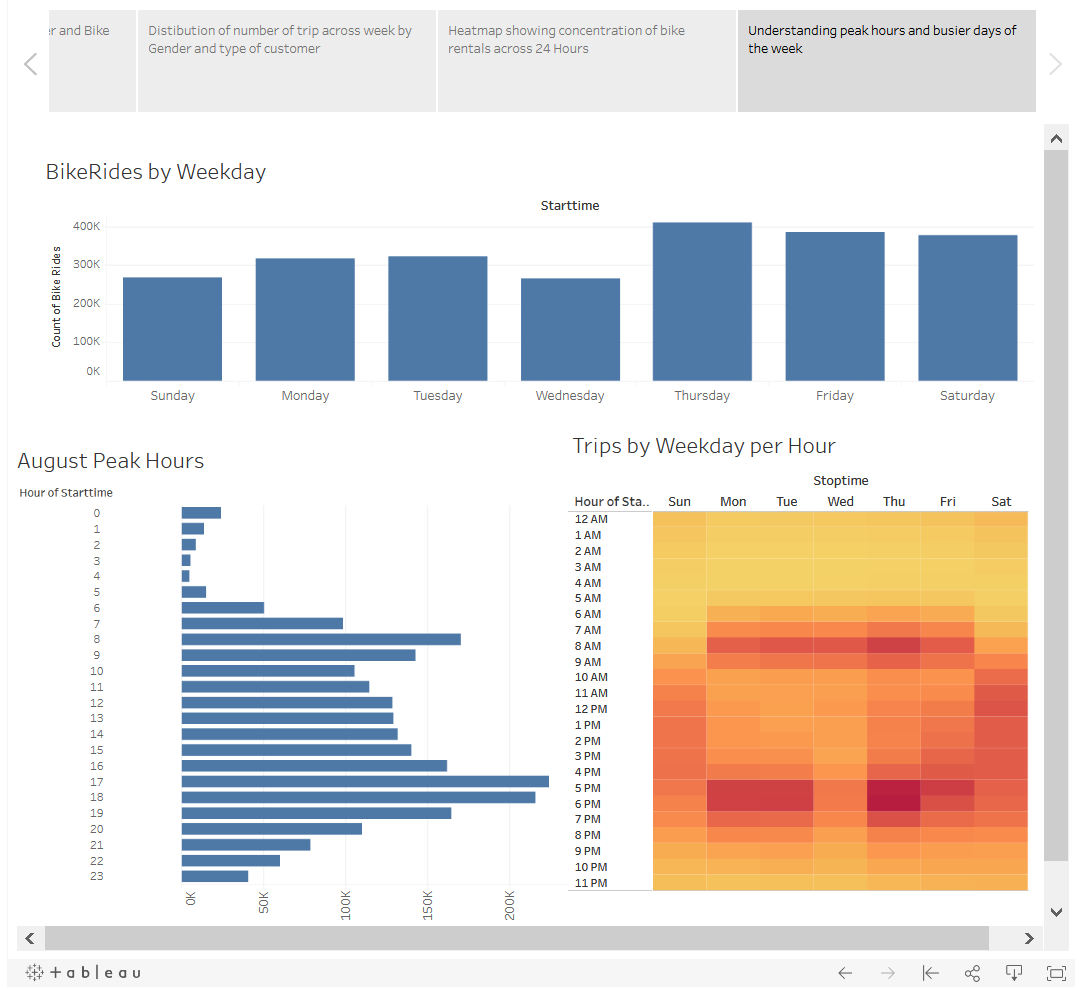 er and Bike
Distibution of number of trip across week by
Gender and type of customer
Heatmap showing concentration of bike
rentals across 24 Hours
Understanding peak hours and busier days of
the week
BikeRides by Weekday
Starttime
Count of Bike Rides
400K
300K
200K
100K
0K
Sunday Monday Tuesday Wednesday Thursday Friday Saturday
August Peak Hours
Hour of Starttime
0
1
2
3
4
5
6
7
8
9
10
11
12
13
14
15
16
17
18
19
20
21
22
23
0K 50K 100K 150K 200K
Trips by Weekday per Hour
Stoptime
Hour of Sta.. Sun Mon Tue Wed Thu Fri Sat
12 AM
1 AM
2 AM
3 AM
4 AM
5 AM
6 AM
7 AM
8 AM
9 AM
10 AM
11 AM
12 PM
1 PM
2 PM
3 PM
4 PM
5 PM
6 PM
7 PM
8 PM
9 PM
10 PM
11 PM
+ableau